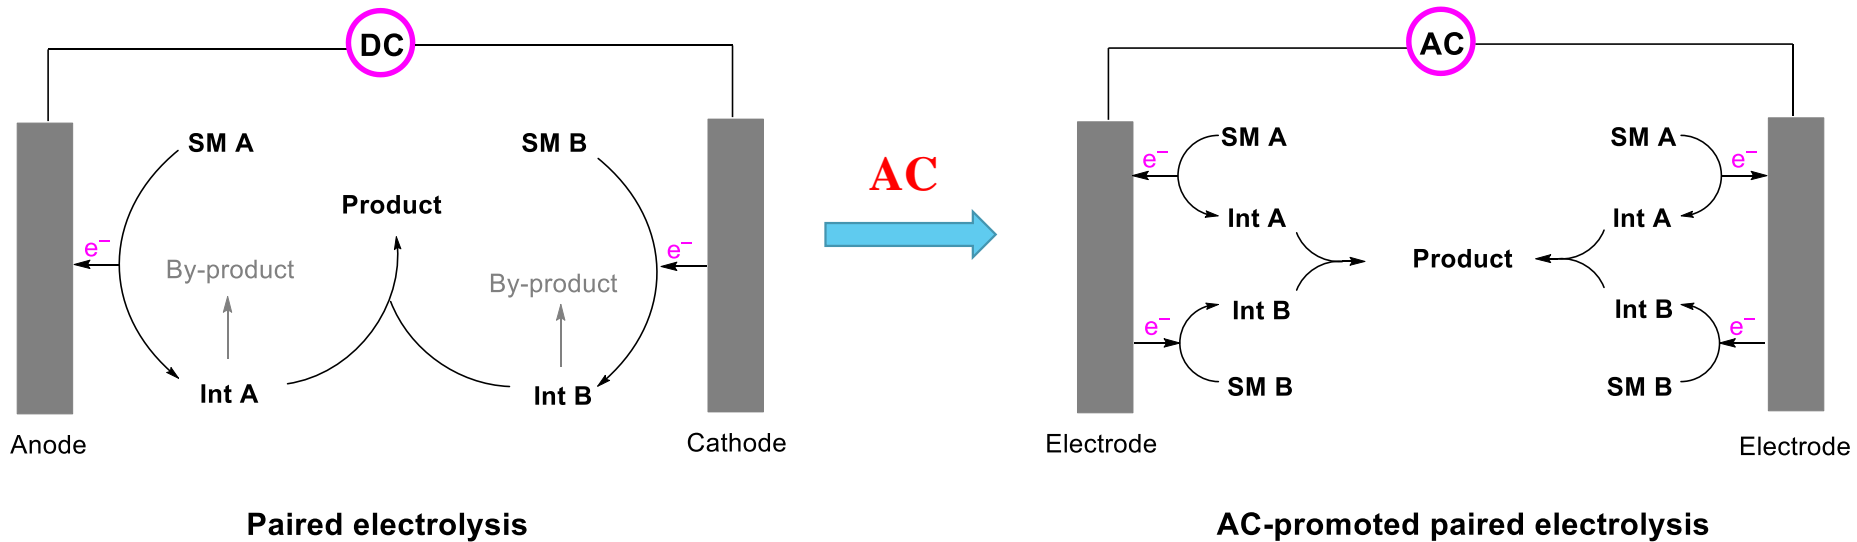 DC
SM A
SM B
Product
e–
e–
By-product
By-product
Int A
Int B
Anode
Cathode
Paired electrolysis
AC
AC
SM A
SM A
e–
e–
Int A
Int A
Product
Int B
Int B
e–
e–
SM B
SM B
Electrode
Electrode
AC-promoted paired electrolysis